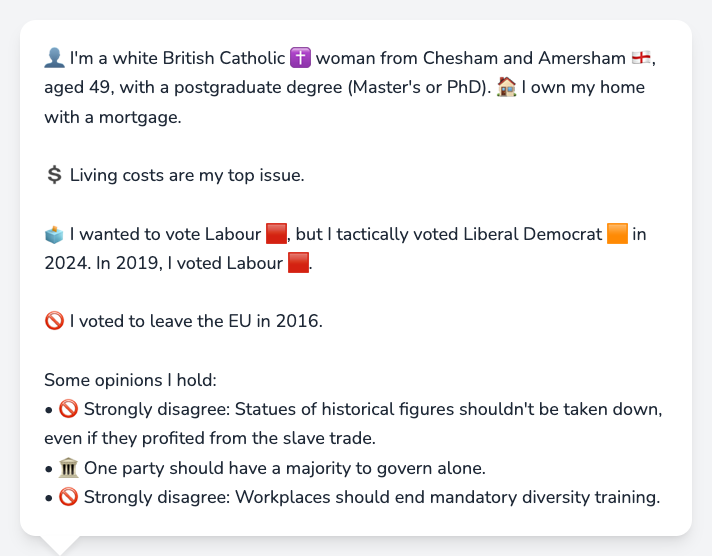 👤 I'm a white British Catholic ✝️ woman from Chesham and Amersham 🏴󠁧󠁢󠁥󠁮󠁧󠁿,
aged 49, with a postgraduate degree (Master's or PhD). 🏠 I own my home
with a mortgage.
💲 Living costs are my top issue.
🗳️ I wanted to vote Labour 🟥, but I tactically voted Liberal Democrat 🟧 in
2024. In 2019, I voted Labour 🟥.
🚫 I voted to leave the EU in 2016.
Some opinions I hold:
• 🚫 Strongly disagree: Statues of historical figures shouldn't be taken down,
even if they profited from the slave trade.
• 🏛️ One party should have a majority to govern alone.
• 🚫 Strongly disagree: Workplaces should end mandatory diversity training.